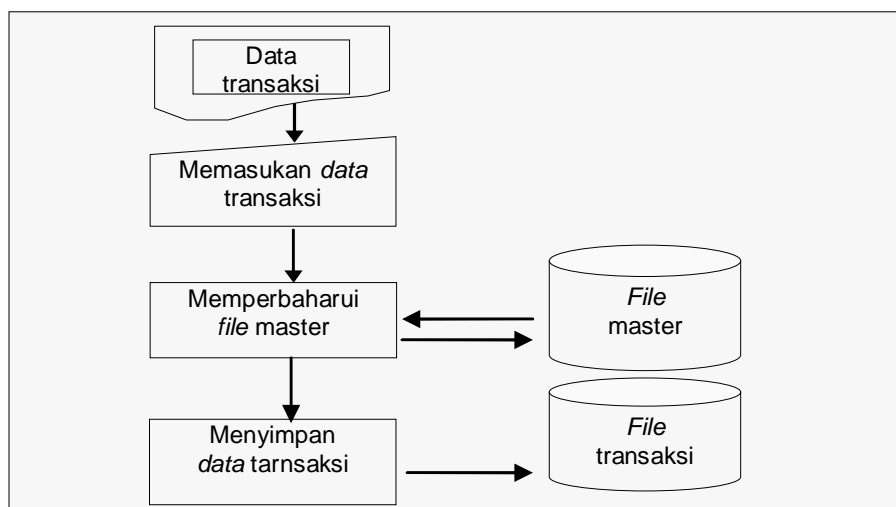 Data
transaksi
Memasukan data
transaksi
Memperbaharui
file master
File
master
Menyimpan
data tarnsaksi
File
transaksi